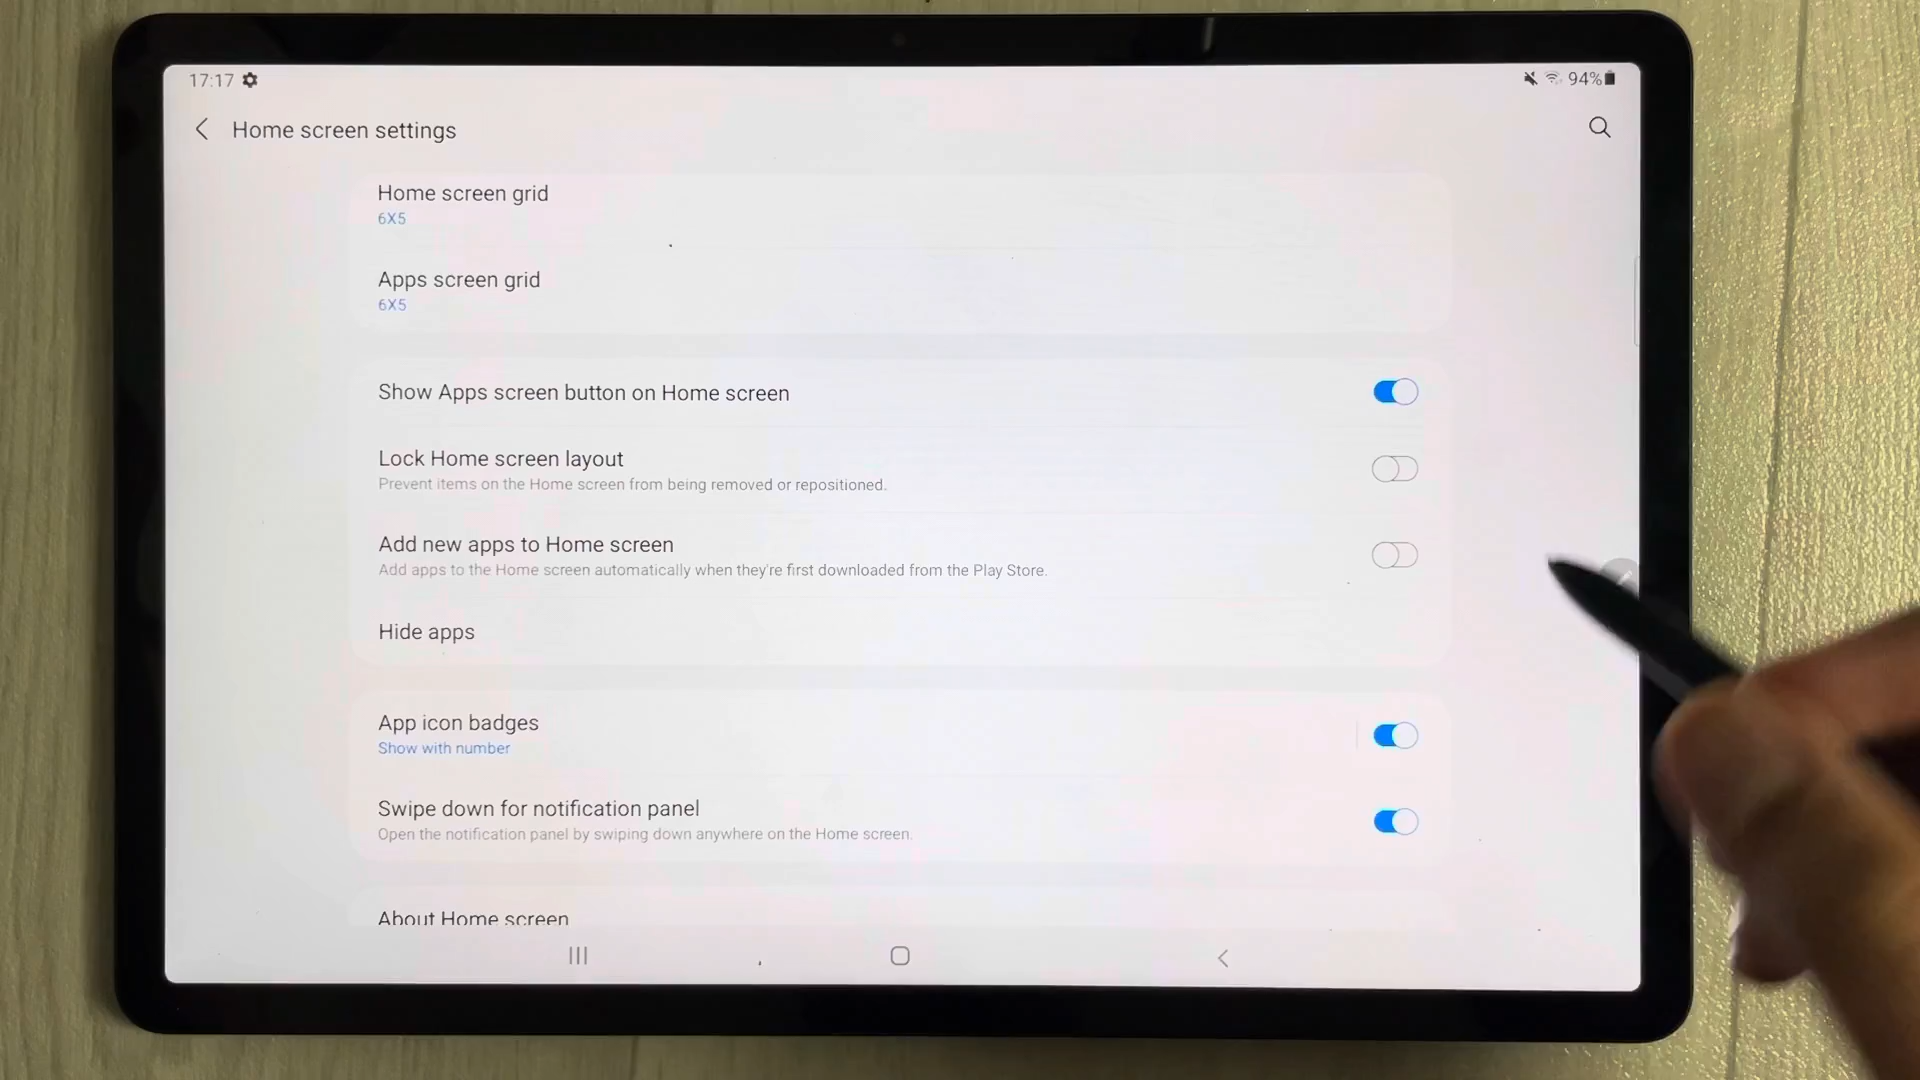 17:17
94%
Home screen settings
Home screen grid
6X5
Apps screen grid
6X5
Show Apps screen button on Home screen
Lock Home screen layout
Prevent items on the Home screen from being removed or repositioned.
Add new apps to Home screen
Add apps to the Home screen automatically when they're first downloaded from the Play Store.
Hide apps
App icon badges
Show with number
Swipe down for notification panel
Open the notification panel by swiping down anywhere on the Home screen.
About Home screen